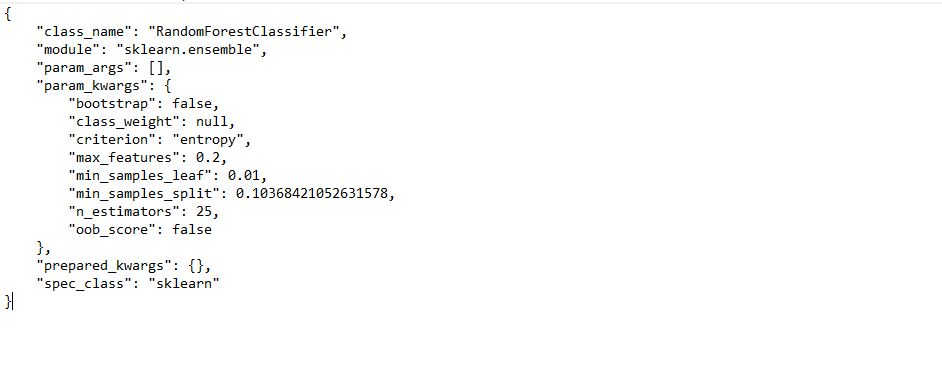 {
    "class_name": "RandomForestClassifier",
    "module": "sklearn.ensemble",
    "param_args": [],
    "param_kwargs": {
        "bootstrap": false,
        "class_weight": null,
        "criterion": "entropy",
        "max_features": 0.2,
        "min_samples_leaf": 0.01,
        "min_samples_split": 0.10368421052631578,
        "n_estimators": 25,
        "oob_score": false
    },
    "prepared_kwargs": {},
    "spec_class": "sklearn"
}